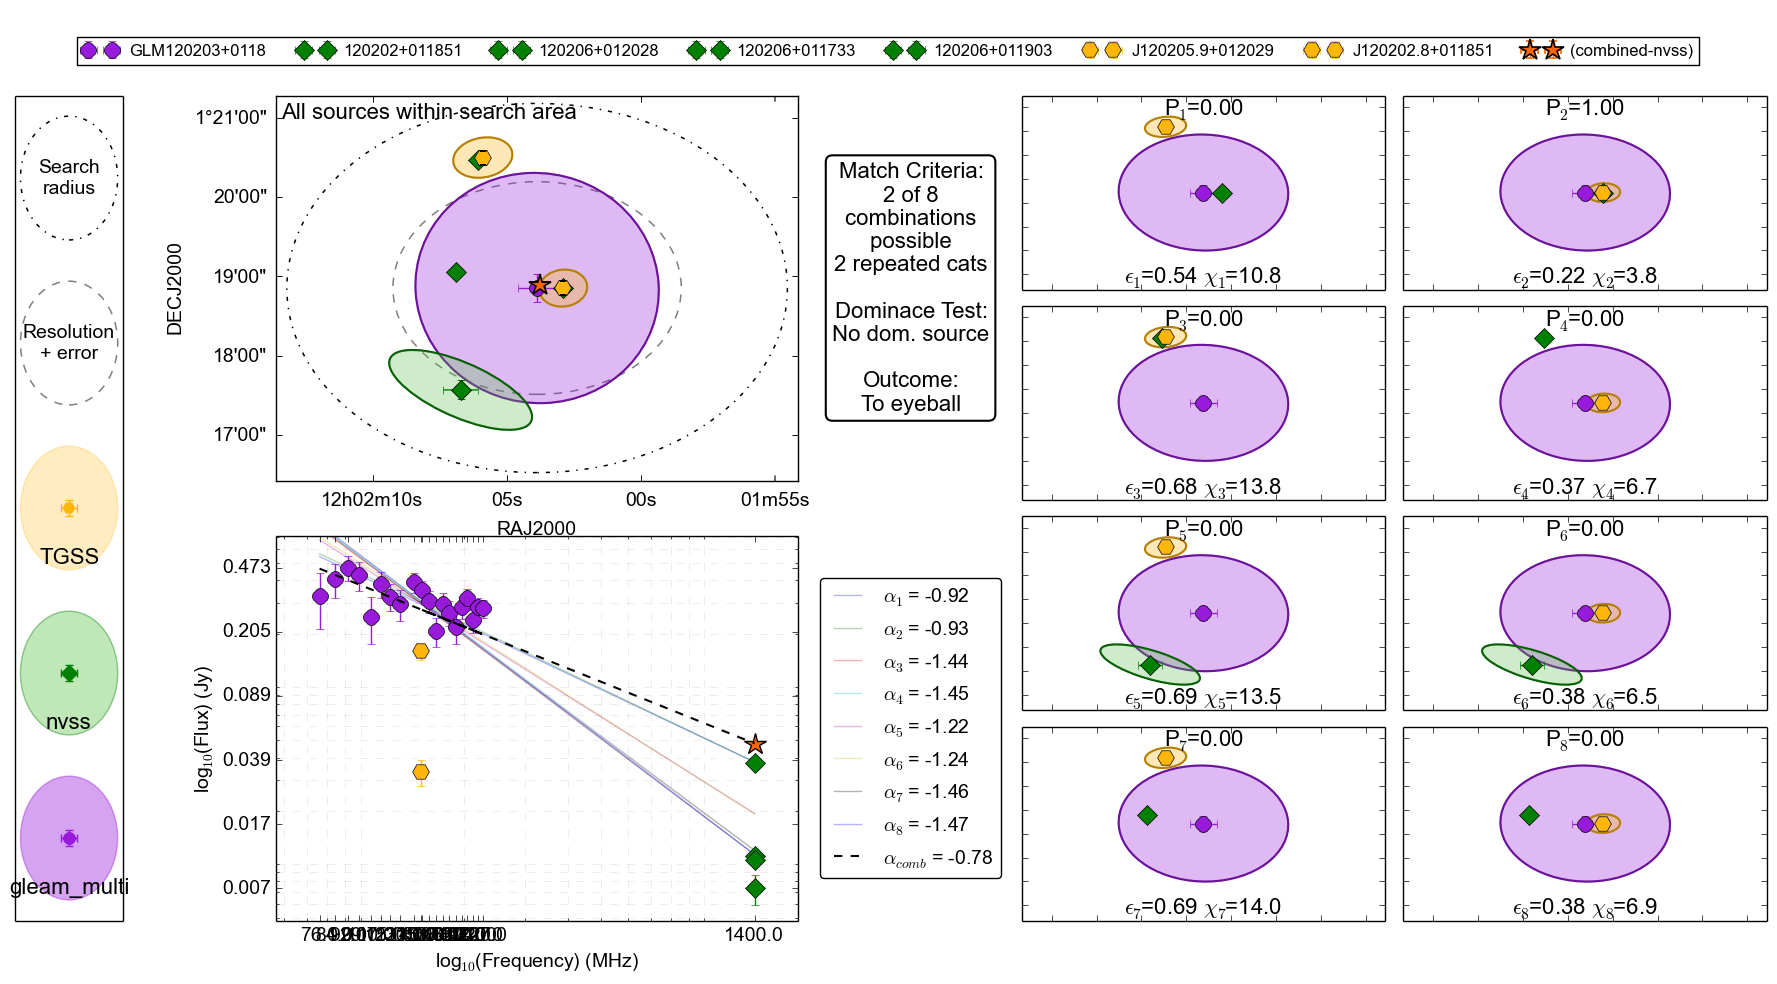 GLM120203+0118 120202+011851 120206+012028 120206+011733 120206+011903 J120205.9+012029 J120202.8+011851 (combined-nvss)
Search
radius
Resolution
+ error
TGSS
nvss
gleam_multi
All sources within search area
1°21'00"
20'00"
19'00"
18'00"
17'00"
DECJ2000
12h02m10s 05s 00s 01m55s
RAJ2000
Match Criteria:
2 of 8
combinations
possible
2 repeated cats
Dominace Test:
No dom. source
Outcome:
To eyeball
0.473
0.205
0.089
0.039
0.017
0.007
log₁₀(Flux) (Jy)
1400.0
log₁₀(Frequency) (MHz)
α₁ = -0.92
α₂ = -0.93
α₃ = -1.44
α₄ = -1.45
α₅ = -1.22
α₆ = -1.24
α₇ = -1.46
α₈ = -1.47
α_comb = -0.78
P₁=0.00
ϵ₁=0.54 χ₁=10.8
P₂=1.00
ϵ₂=0.22 χ₂=3.8
P₃=0.00
ϵ₃=0.68 χ₃=13.8
P₄=0.00
ϵ₄=0.37 χ₄=6.7
P₅=0.00
ϵ₅=0.69 χ₅=13.5
P₆=0.00
ϵ₆=0.38 χ₆=6.5
P₇=0.00
ϵ₇=0.69 χ₇=14.0
P₈=0.00
ϵ₈=0.38 χ₈=6.9